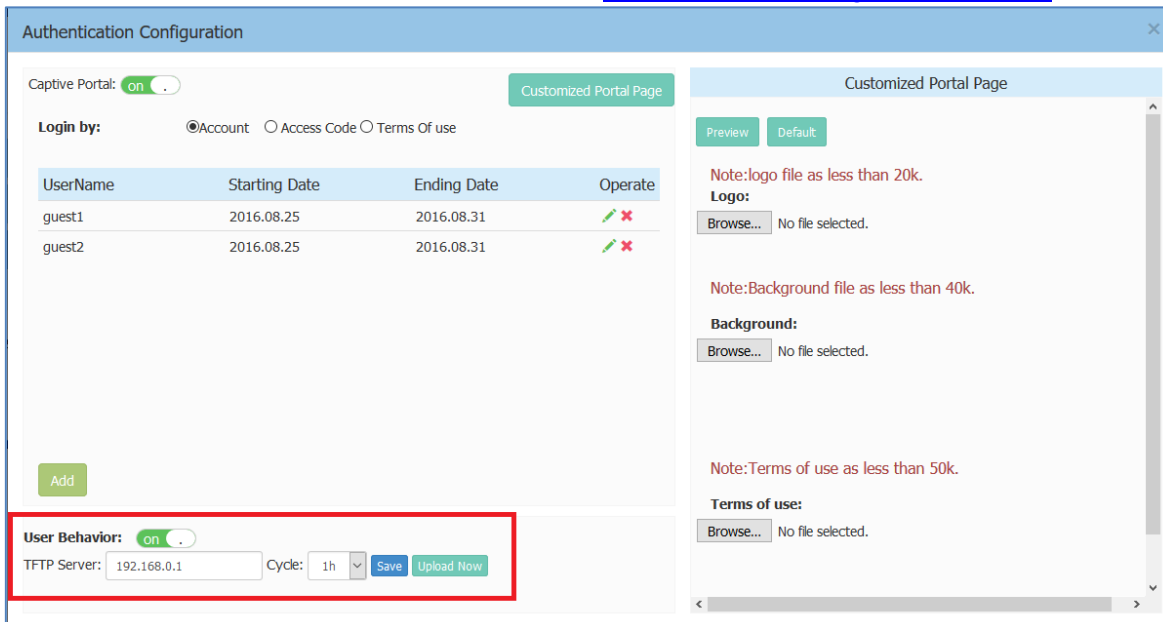 Authentication Configuration
Captive Portal: on
Customized Portal Page
Login by: Account Access Code Terms Of use
UserName Starting Date Ending Date Operate
guest1 2016.08.25 2016.08.31
guest2 2016.08.25 2016.08.31
Add
User Behavior: on
TFTP Server: 192.168.0.1 Cycle: 1h Save Upload Now
Customized Portal Page
Preview Default
Note:logo file as less than 20k.
Logo:
Browse... No file selected.
Note:Background file as less than 40k.
Background:
Browse... No file selected.
Note:Terms of use as less than 50k.
Terms of use:
Browse... No file selected.